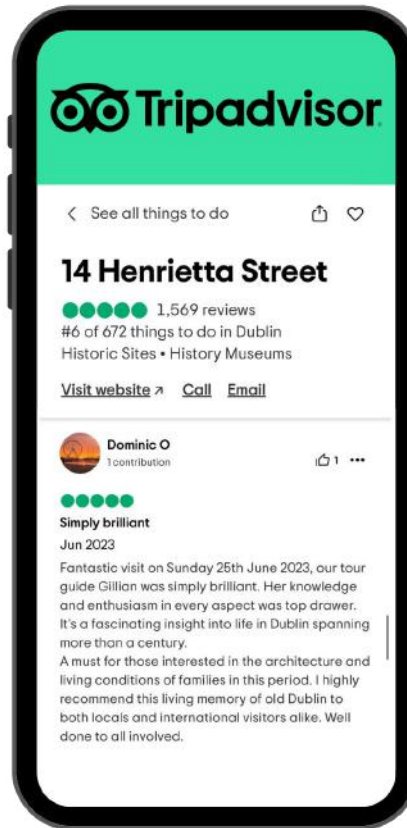 Tripadvisor
See all things to do
14 Henrietta Street
1,569 reviews
#6 of 672 things to do in Dublin
Historic Sites • History Museums
Visit website ↗ Call Email
Dominic O
1 contribution
1 •••
Simply brilliant
Jun 2023
Fantastic visit on Sunday 25th June 2023, our tour
guide Gillian was simply brilliant. Her knowledge
and enthusiasm in every aspect was top drawer.
It's a fascinating insight into life in Dublin spanning
more than a century.
A must for those interested in the architecture and
living conditions of families in this period. I highly
recommend this living memory of old Dublin to
both locals and international visitors alike. Well
done to all involved.